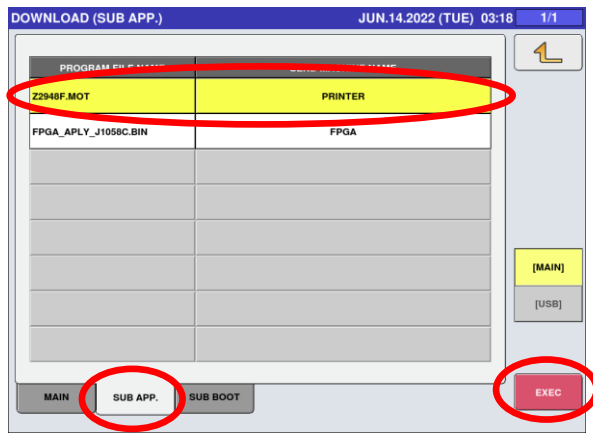 DOWNLOAD (SUB APP.) JUN.14.2022 (TUE) 03:18 1/1
PROGRAM FILE NAME
Z2948F.MOT PRINTER
FPGA_APLY_J1058C.BIN FPGA
[MAIN]
[USB]
MAIN SUB APP. SUB BOOT EXEC